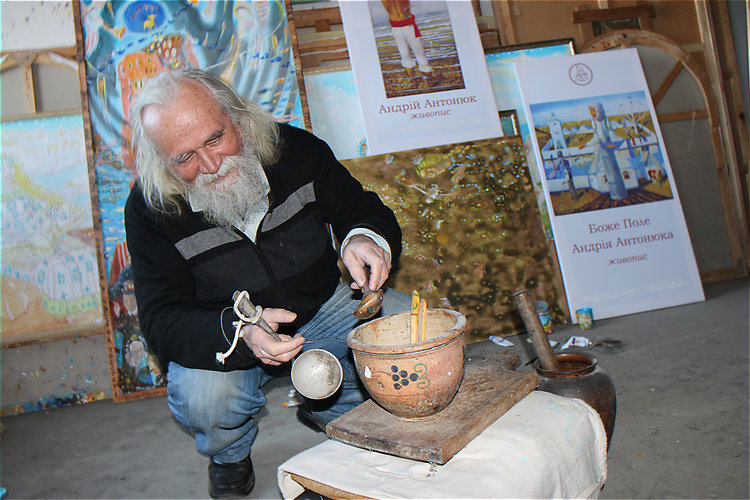 Андрій Антонюк
живопис
Боже Поле
Андрія Антонюка
живопис